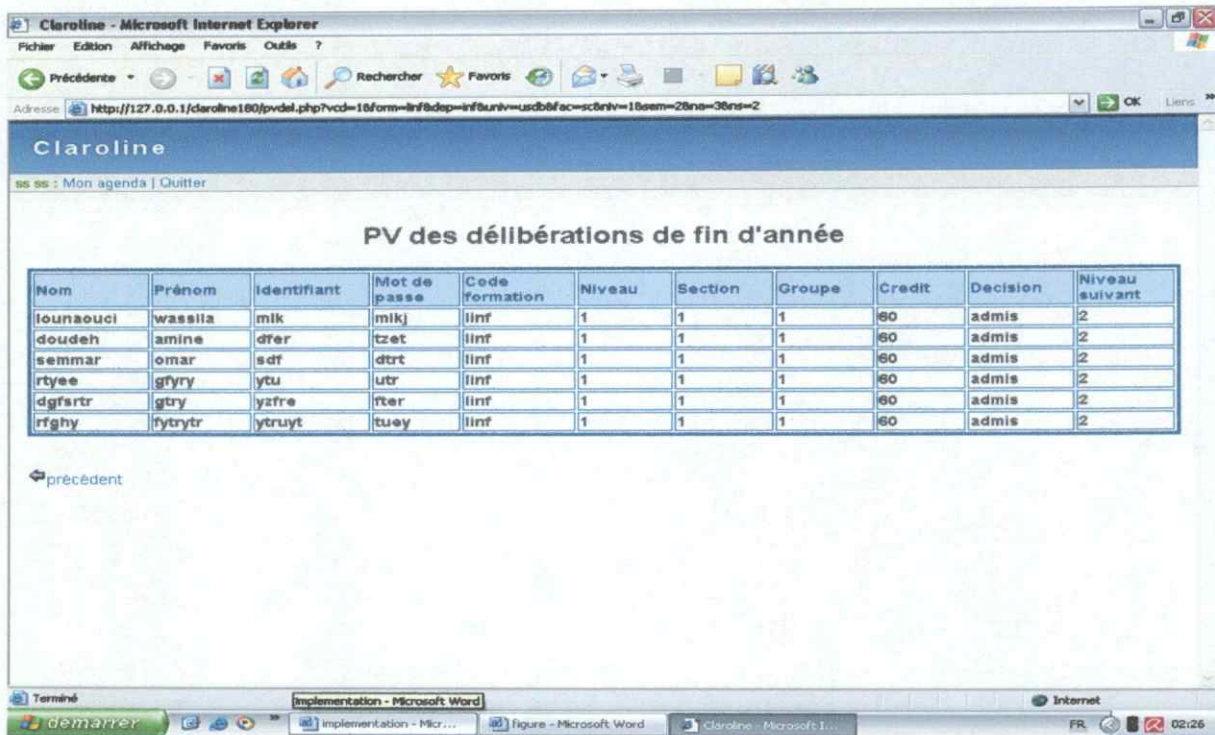 Claroline - Microsoft Internet Explorer
Fichier Edition Affichage Favoris Outils ?
Précédente Rechercher Favoris
Adresse http://127.0.0.1/claroline180/pvdel.php?vcd=1&form=linf&dep=inf&univ=usdb&fac=sc&niv=1&sem=2&na=3&ns=2 OK Liens »
Claroline
ss ss : Mon agenda | Quitter
PV des délibérations de fin d'année
Nom Prénom Identifiant Mot de passe Code formation Niveau Section Groupe Credit Decision Niveau suivant
lounaouci wassila mlk mlkj linf 1 1 1 60 admis 2
doudeh amine dfer tzet linf 1 1 1 60 admis 2
semmar omar sdf dtrt linf 1 1 1 60 admis 2
rtyee gfyry ytu utr linf 1 1 1 60 admis 2
dgfsrtr gtry yzfre fter linf 1 1 1 60 admis 2
rfghy fytrytr ytruyt tuey linf 1 1 1 60 admis 2
précédent
Terminé Implementation - Microsoft Word Internet
démarrer » implementation - Micr... figure - Microsoft Word Claroline - Microsoft I... FR 02:26